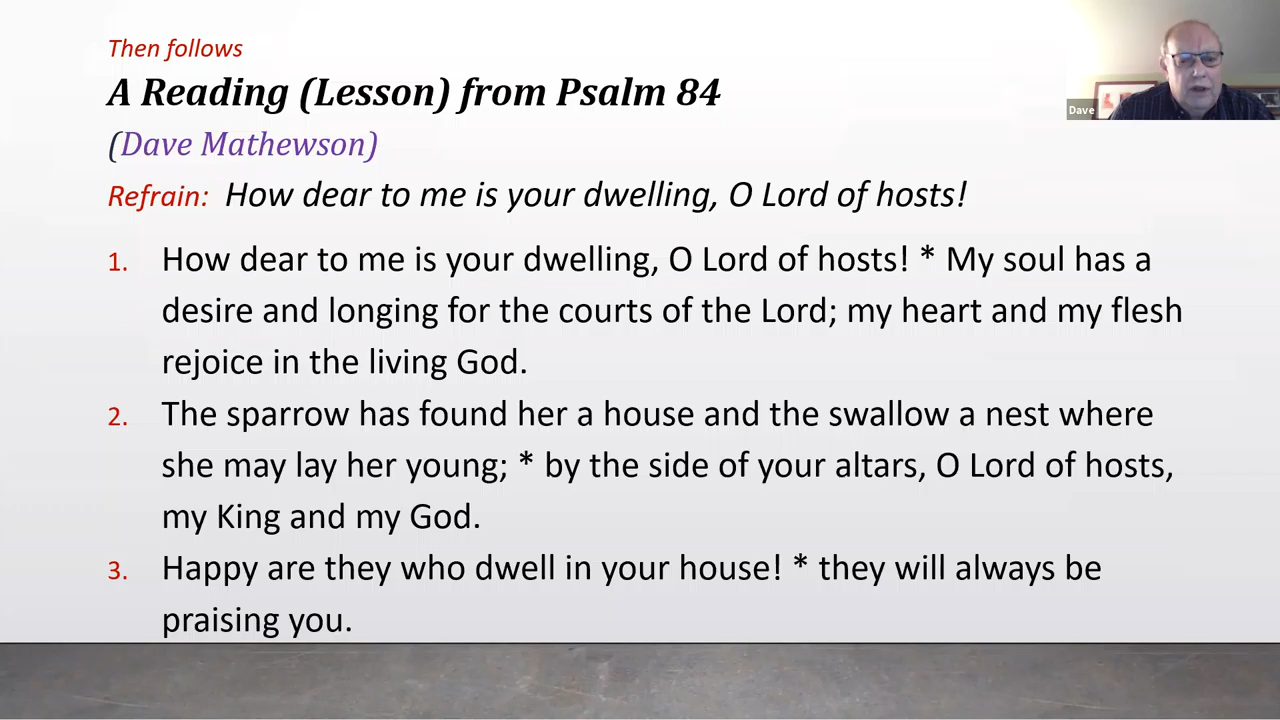 Then follows
A Reading (Lesson) from Psalm 84
(Dave Mathewson)
Refrain: How dear to me is your dwelling, O Lord of hosts!
1. How dear to me is your dwelling, O Lord of hosts! * My soul has a
desire and longing for the courts of the Lord; my heart and my flesh
rejoice in the living God.
2. The sparrow has found her a house and the swallow a nest where
she may lay her young; * by the side of your altars, O Lord of hosts,
my King and my God.
3. Happy are they who dwell in your house! * they will always be
praising you.
Dave